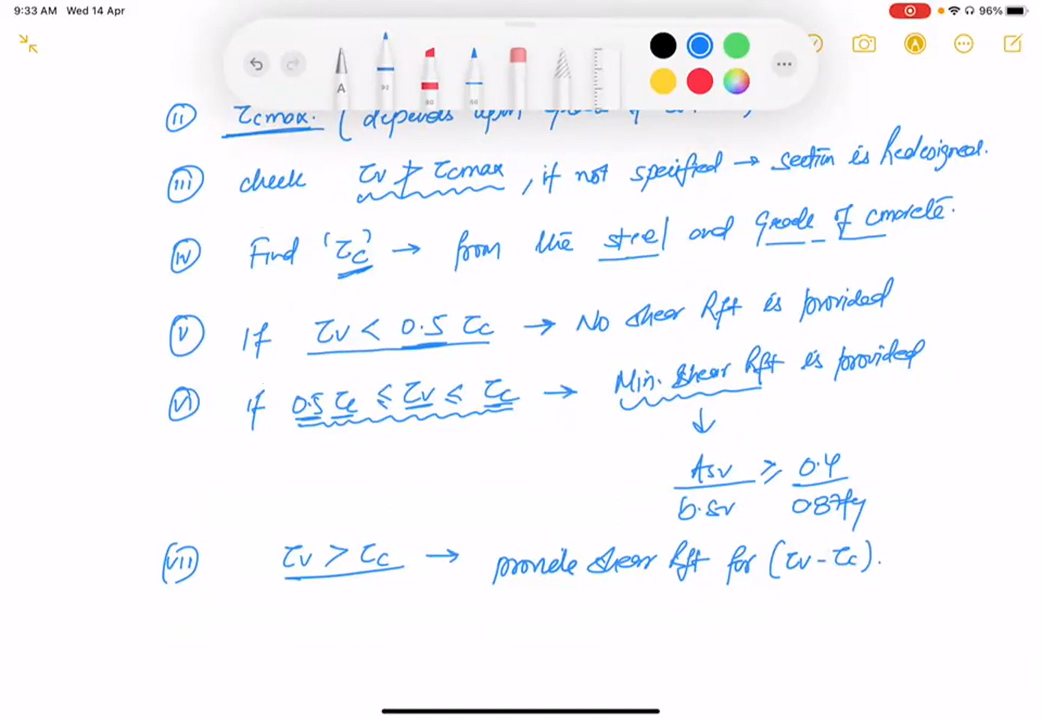 9:33 AM Wed 14 Apr
96%
(ii) τcmax. (depends upon
(iii) check τv ≯ τcmax, if not specified → section is Redesigned.
(iv) Find 'τc' → from the steel and grade of concrete.
(v) If τv < 0.5 τc → No shear Rft is provided
(vi) if 0.5 τc ≤ τv ≤ τc → Min. shear Rft is provided
↓
Asv/b.Sv ≥ 0.4/0.87fy
(vii) τv > τc → provide shear Rft for (τv - τc).